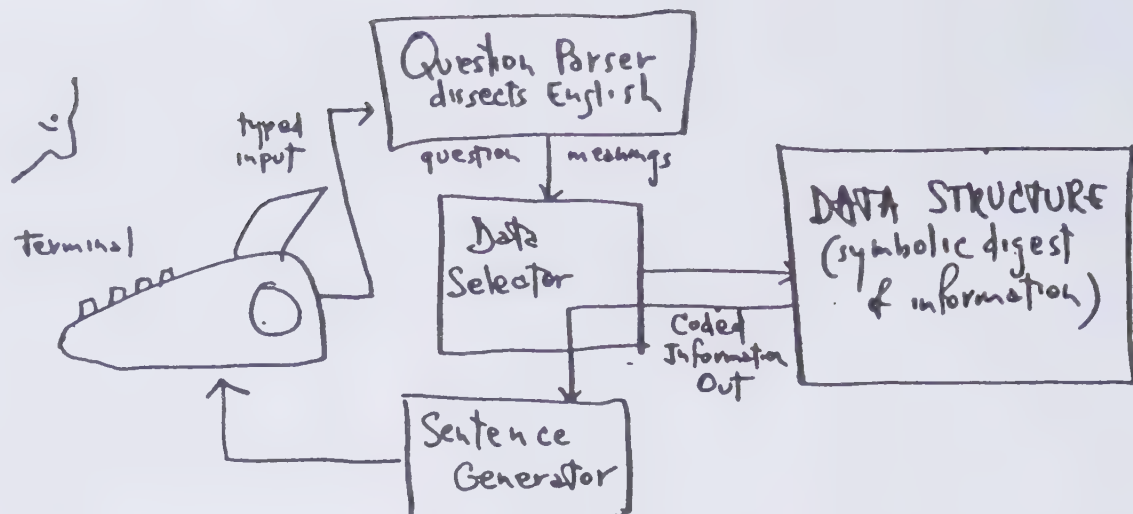 Question Parser
dissects English
typed
input
question meanings
terminal
Data
Selector
DATA STRUCTURE
(symbolic digest
of information)
Coded
Information
Out
Sentence
Generator